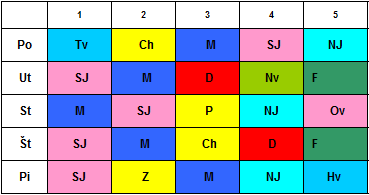 1 2 3 4 5
Po Tv Ch M SJ NJ
Ut SJ M D Nv F
St M SJ P NJ Ov
Št SJ M Ch D F
Pi SJ Z M NJ Hv